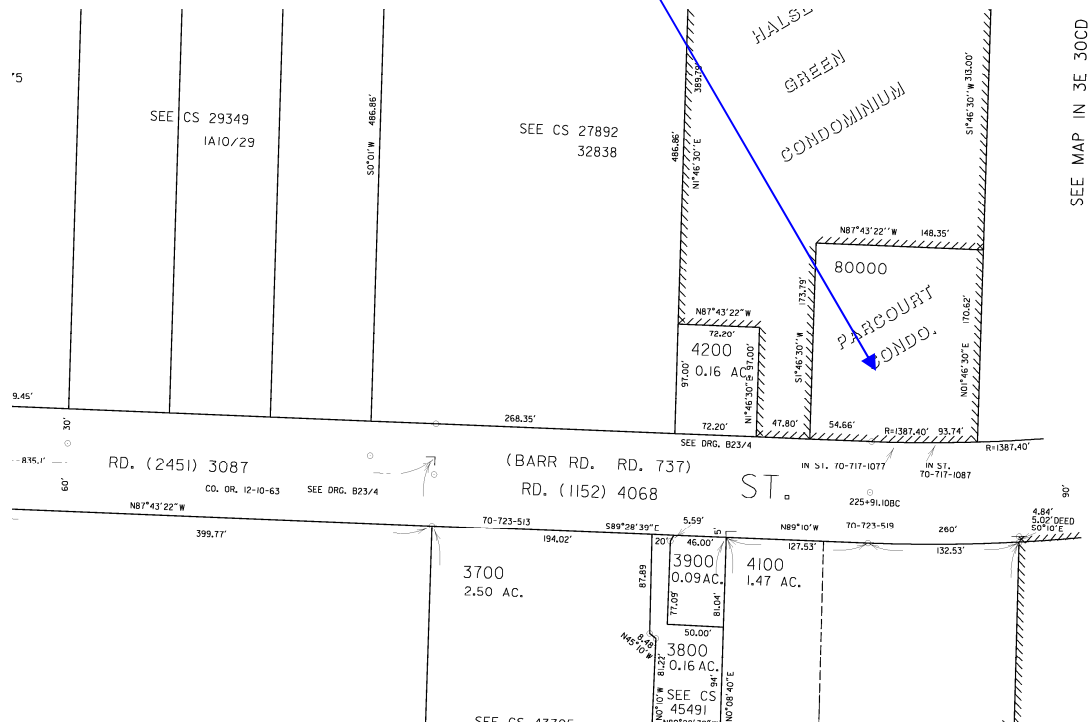 HALSE
GREEN
CONDOMINIUM
SEE MAP IN 3E 30CD
'5
SEE CS 29349
1A10/29
S0°01'W 486.86'
SEE CS 27892
32838
389.79'
486.86'
N1°46'30"E
S1°46'30"W 313.00'
N87°43'22"W 148.35'
80000
PARCOURT
CONDO.
173.79'
S1°46'30"W
170.62'
N01°46'30"E
N87°43'22"W
72.20'
4200
0.16 AC.
97.00'
N1°46'30"E 97.00'
72.20'
47.80'
54.66'
R=1387.40' 93.74'
R=1387.40'
9.45'
268.35'
SEE DRG. B23/4
30'
835.1'
60'
RD. (2451) 3087
(BARR RD. RD. 737)
IN ST. 70-717-1077
IN ST.
70-717-1087
CO. OR. 12-10-63
SEE DRG. B23/4
RD. (1152) 4068
ST.
225+91.10BC
90'
N87°43'22"W
399.77'
70-723-513
194.02'
S89°28'39"E
5.59'
5'
N89°10'W
70-723-519
260'
4.84'
5.02'DEED
S0°10'E
20'
46.00'
127.53'
132.53'
3700
2.50 AC.
87.89
3900
0.09AC.
77.09'
81.04'
4100
1.47 AC.
50.00'
8.48'
N45°10'W
3800
0.16 AC.
81.22'
N0°10'W
94'
N0°08'40"E
SEE CS
45491